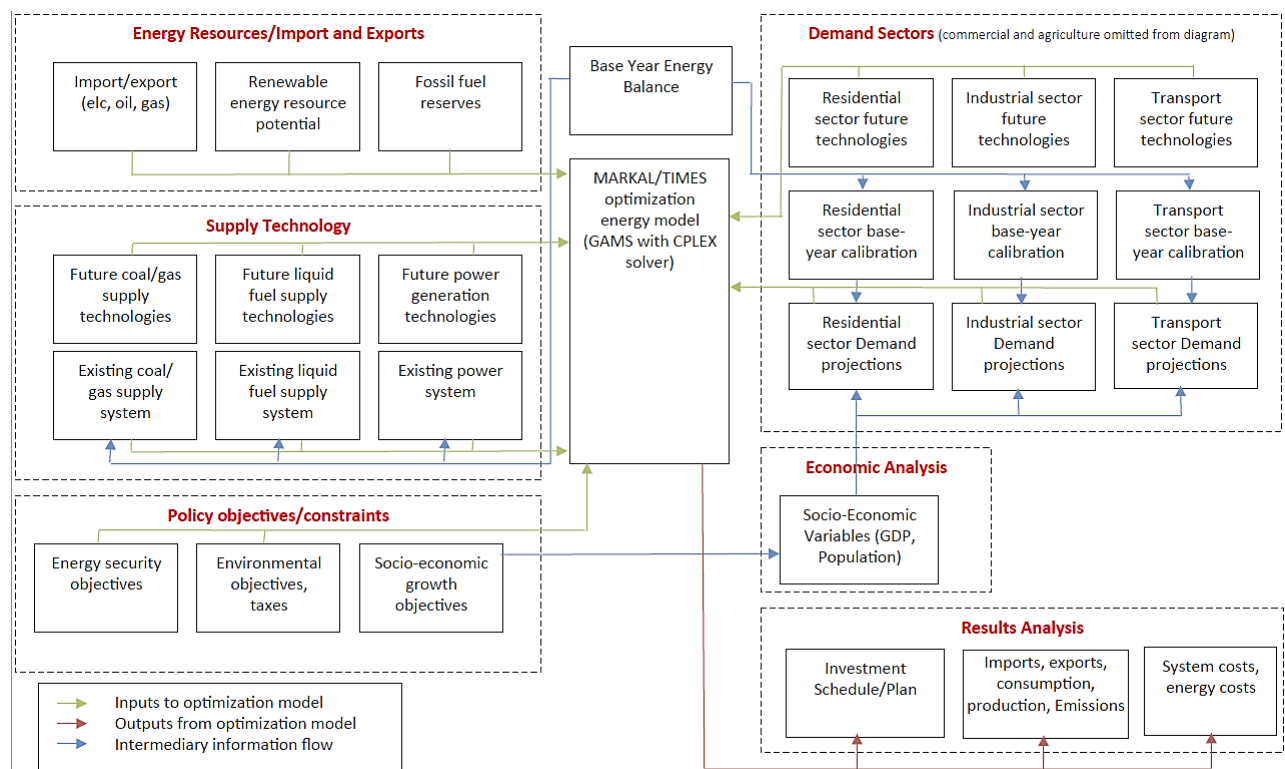 Energy Resources/Import and Exports
Import/export
(elc, oil, gas)
Renewable
energy resource
potential
Fossil fuel
reserves
Supply Technology
Future coal/gas
supply
technologies
Future liquid
fuel supply
technologies
Future power
generation
technologies
Existing coal/
gas supply
system
Existing liquid
fuel supply
system
Existing power
system
Policy objectives/constraints
Energy security
objectives
Environmental
objectives,
taxes
Socio-economic
growth
objectives
Inputs to optimization model
Outputs from optimization model
Intermediary information flow
Base Year Energy
Balance
MARKAL/TIMES
optimization
energy model
(GAMS with CPLEX
solver)
Demand Sectors (commercial and agriculture omitted from diagram)
Residential
sector future
technologies
Industrial sector
future
technologies
Transport
sector future
technologies
Residential
sector base-
year calibration
Industrial sector
base-year
calibration
Transport
sector base-
year calibration
Residential
sector Demand
projections
Industrial sector
Demand
projections
Transport
sector Demand
projections
Economic Analysis
Socio-Economic
Variables (GDP,
Population)
Results Analysis
Investment
Schedule/Plan
Imports, exports,
consumption,
production, Emissions
System costs,
energy costs